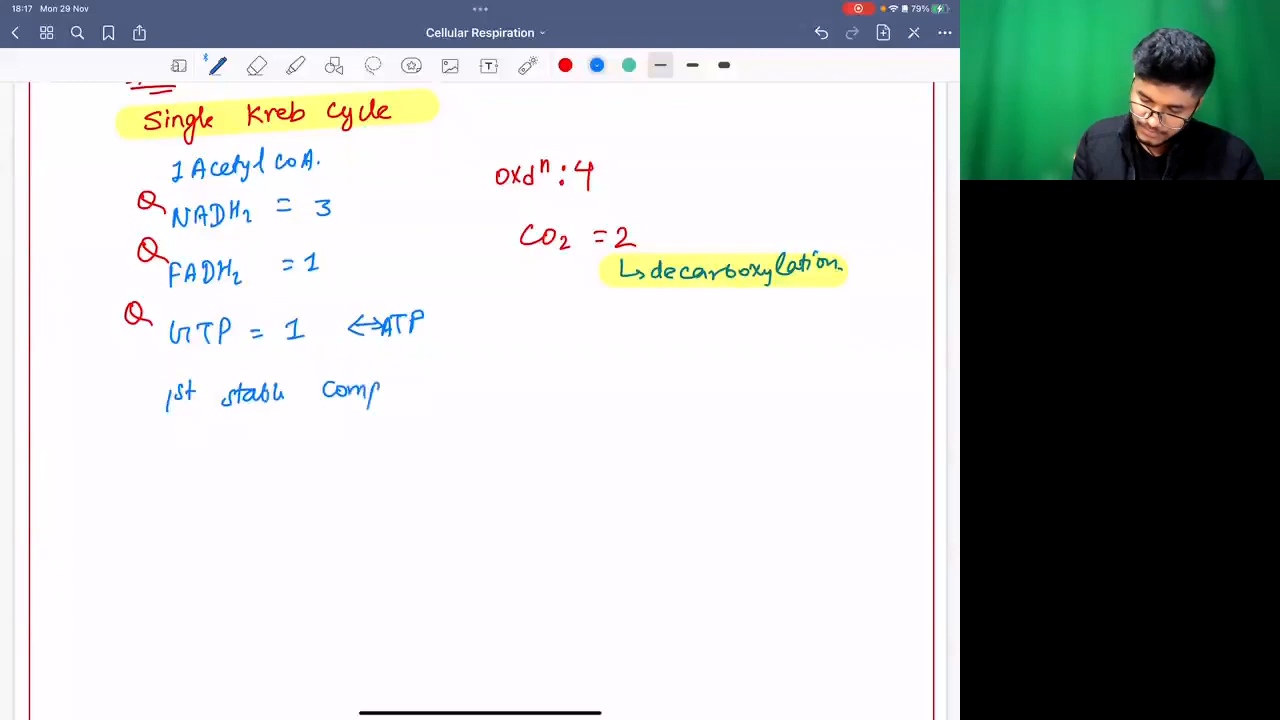 18:17 Mon 29 Nov
79%
Cellular Respiration
Single Kreb Cycle
1 Acetyl CoA.
Q NADH₂ = 3
Q FADH₂ = 1
Q GTP = 1 ↔ATP
1st stable comp
oxdⁿ : 4
CO₂ = 2
↳ decarboxylation.